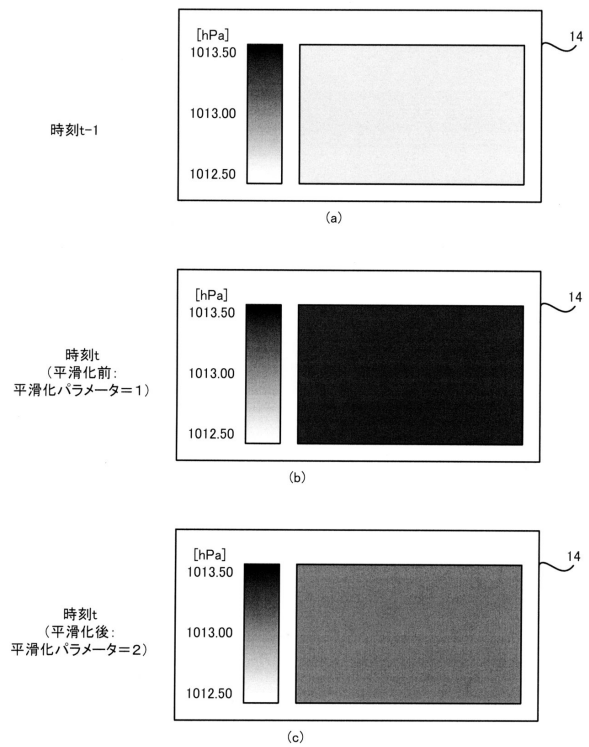 [hPa]
1013.50
1013.00
1012.50
14
時刻t-1
(a)
[hPa]
1013.50
1013.00
1012.50
14
時刻t
(平滑化前:
平滑化パラメータ=1)
(b)
[hPa]
1013.50
1013.00
1012.50
14
時刻t
(平滑化後:
平滑化パラメータ=2)
(c)